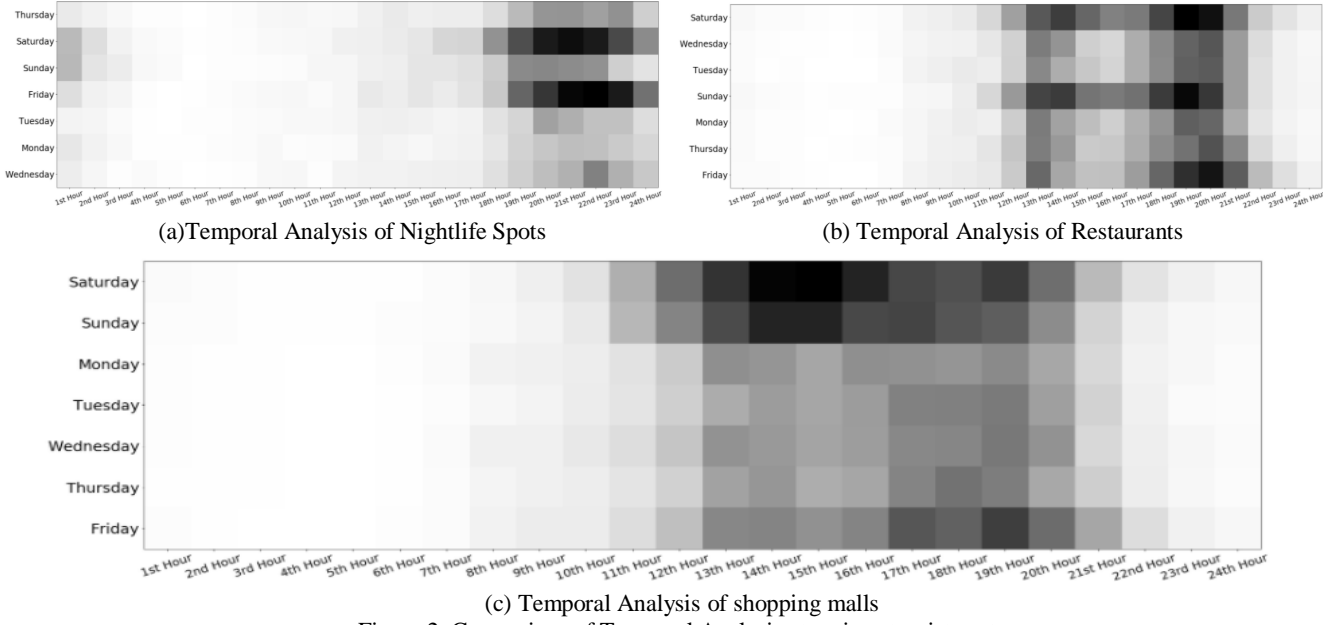 Thursday
Saturday
Sunday
Friday
Tuesday
Monday
Wednesday
1st Hour 2nd Hour 3rd Hour 4th Hour 5th Hour 6th Hour 7th Hour 8th Hour 9th Hour 10th Hour 11th Hour 12th Hour 13th Hour 14th Hour 15th Hour 16th Hour 17th Hour 18th Hour 19th Hour 20th Hour 21st Hour 22nd Hour 23rd Hour 24th Hour
(a)Temporal Analysis of Nightlife Spots
Saturday
Wednesday
Tuesday
Sunday
Monday
Thursday
Friday
1st Hour 2nd Hour 3rd Hour 4th Hour 5th Hour 6th Hour 7th Hour 8th Hour 9th Hour 10th Hour 11th Hour 12th Hour 13th Hour 14th Hour 15th Hour 16th Hour 17th Hour 18th Hour 19th Hour 20th Hour 21st Hour 22nd Hour 23rd Hour 24th Hour
(b) Temporal Analysis of Restaurants
Saturday
Sunday
Monday
Tuesday
Wednesday
Thursday
Friday
1st Hour 2nd Hour 3rd Hour 4th Hour 5th Hour 6th Hour 7th Hour 8th Hour 9th Hour 10th Hour 11th Hour 12th Hour 13th Hour 14th Hour 15th Hour 16th Hour 17th Hour 18th Hour 19th Hour 20th Hour 21st Hour 22nd Hour 23rd Hour 24th Hour
(c) Temporal Analysis of shopping malls